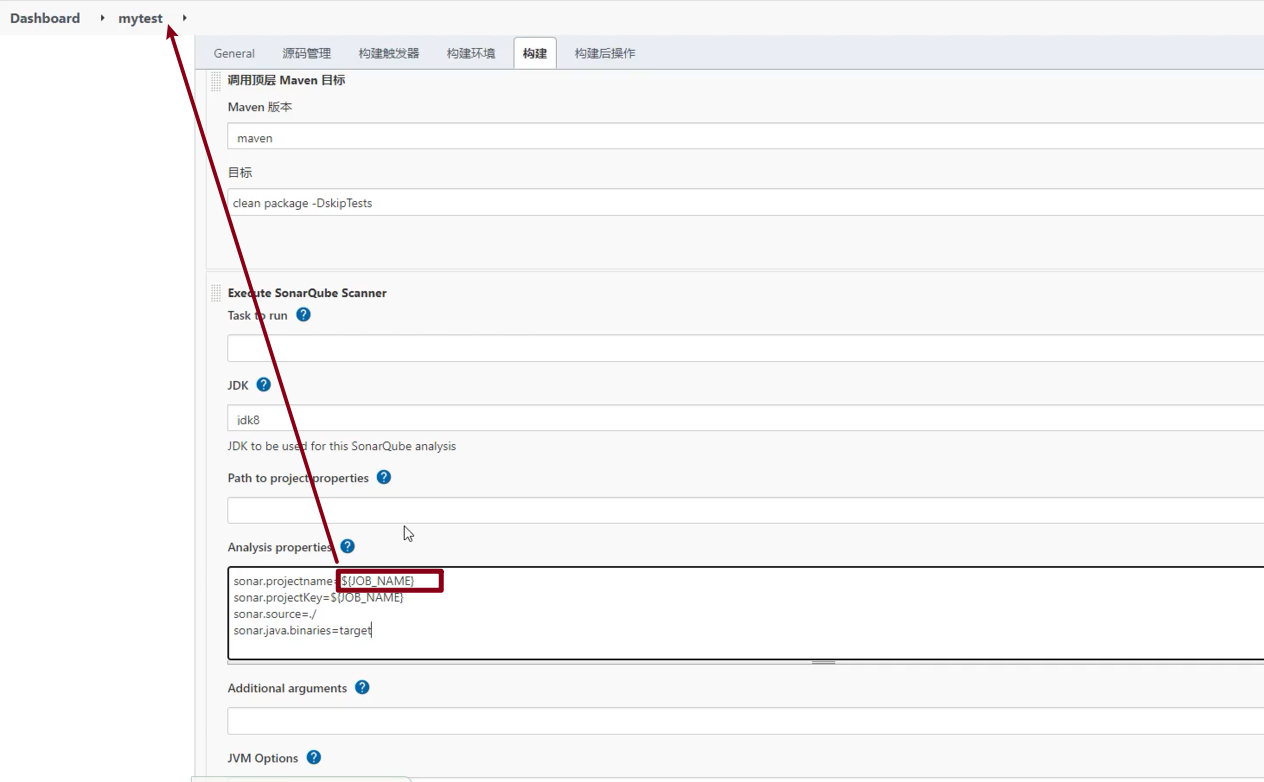 Dashboard mytest
General 源码管理 构建触发器 构建环境 构建 构建后操作
调用顶层 Maven 目标
Maven 版本
maven
目标
clean package -DskipTests
Execute SonarQube Scanner
Task to run ?
JDK ?
jdk8
JDK to be used for this SonarQube analysis
Path to project properties ?
Analysis properties ?
sonar.projectname=${JOB_NAME}
sonar.projectKey=${JOB_NAME}
sonar.source=./
sonar.java.binaries=target
Additional arguments ?
JVM Options ?